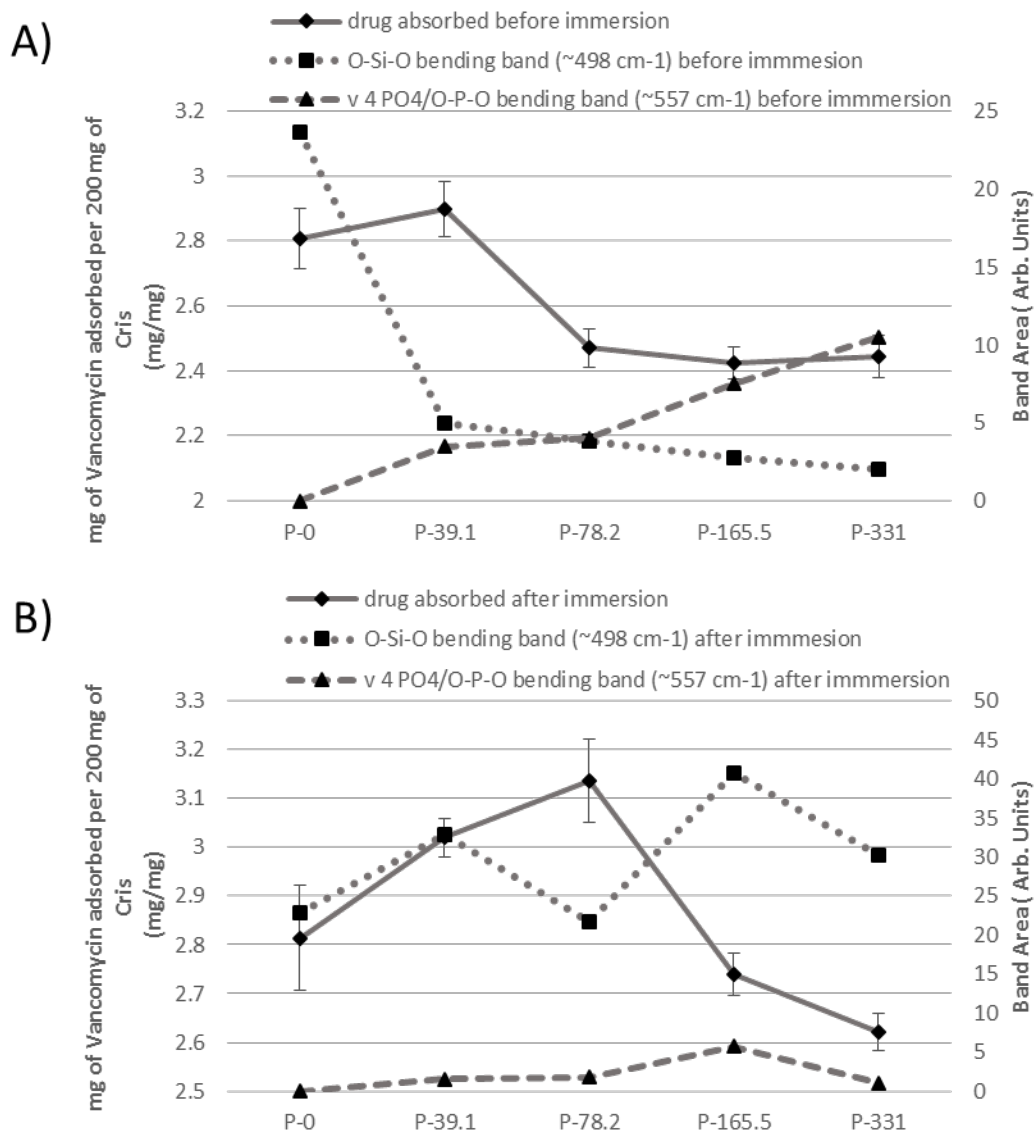 A)
drug absorbed before immersion
O-Si-O bending band (~498 cm-1) before immmesion
v 4 PO4/O-P-O bending band (~557 cm-1) before immmersion
mg of Vancomycin adsorbed per 200 mg of
Cris
(mg/mg)
3.2
3
2.8
2.6
2.4
2.2
2
25
20
15
10
5
0
Band Area( Arb. Units)
P-0 P-39.1 P-78.2 P-165.5 P-331
B)
drug absorbed after immersion
O-Si-O bending band (~498 cm-1) after immmesion
v 4 PO4/O-P-O bending band (~557 cm-1) after immmersion
mg of Vancomycin adsorbed per 200 mg of
Cris
(mg/mg)
3.3
3.2
3.1
3
2.9
2.8
2.7
2.6
2.5
50
45
40
35
30
25
20
15
10
5
0
Band Area( Arb. Units)
P-0 P-39.1 P-78.2 P-165.5 P-331